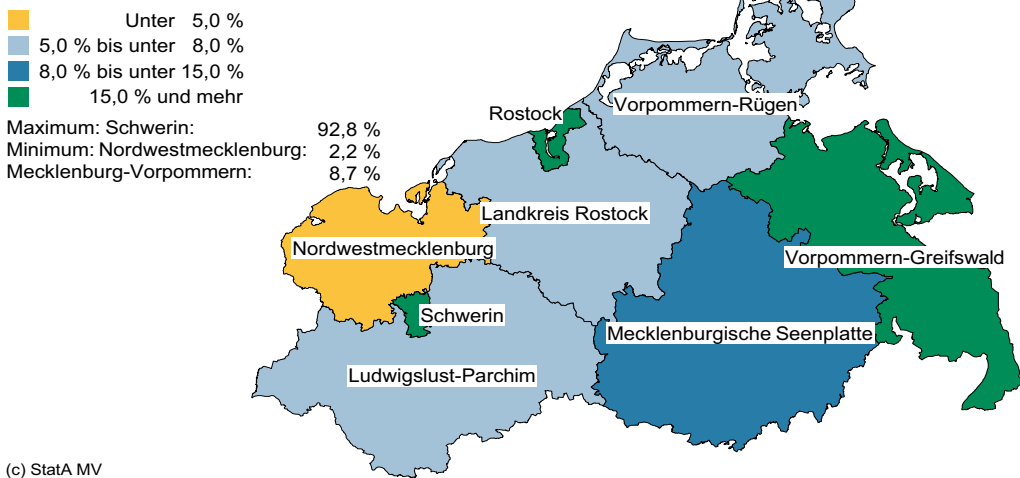 Unter 5,0 %
5,0 % bis unter 8,0 %
8,0 % bis unter 15,0 %
15,0 % und mehr
Maximum: Schwerin: 92,8 %
Minimum: Nordwestmecklenburg: 2,2 %
Mecklenburg-Vorpommern: 8,7 %
Vorpommern-Rügen
Rostock
Landkreis Rostock
Nordwestmecklenburg
Vorpommern-Greifswald
Schwerin
Mecklenburgische Seenplatte
Ludwigslust-Parchim
(c) StatA MV